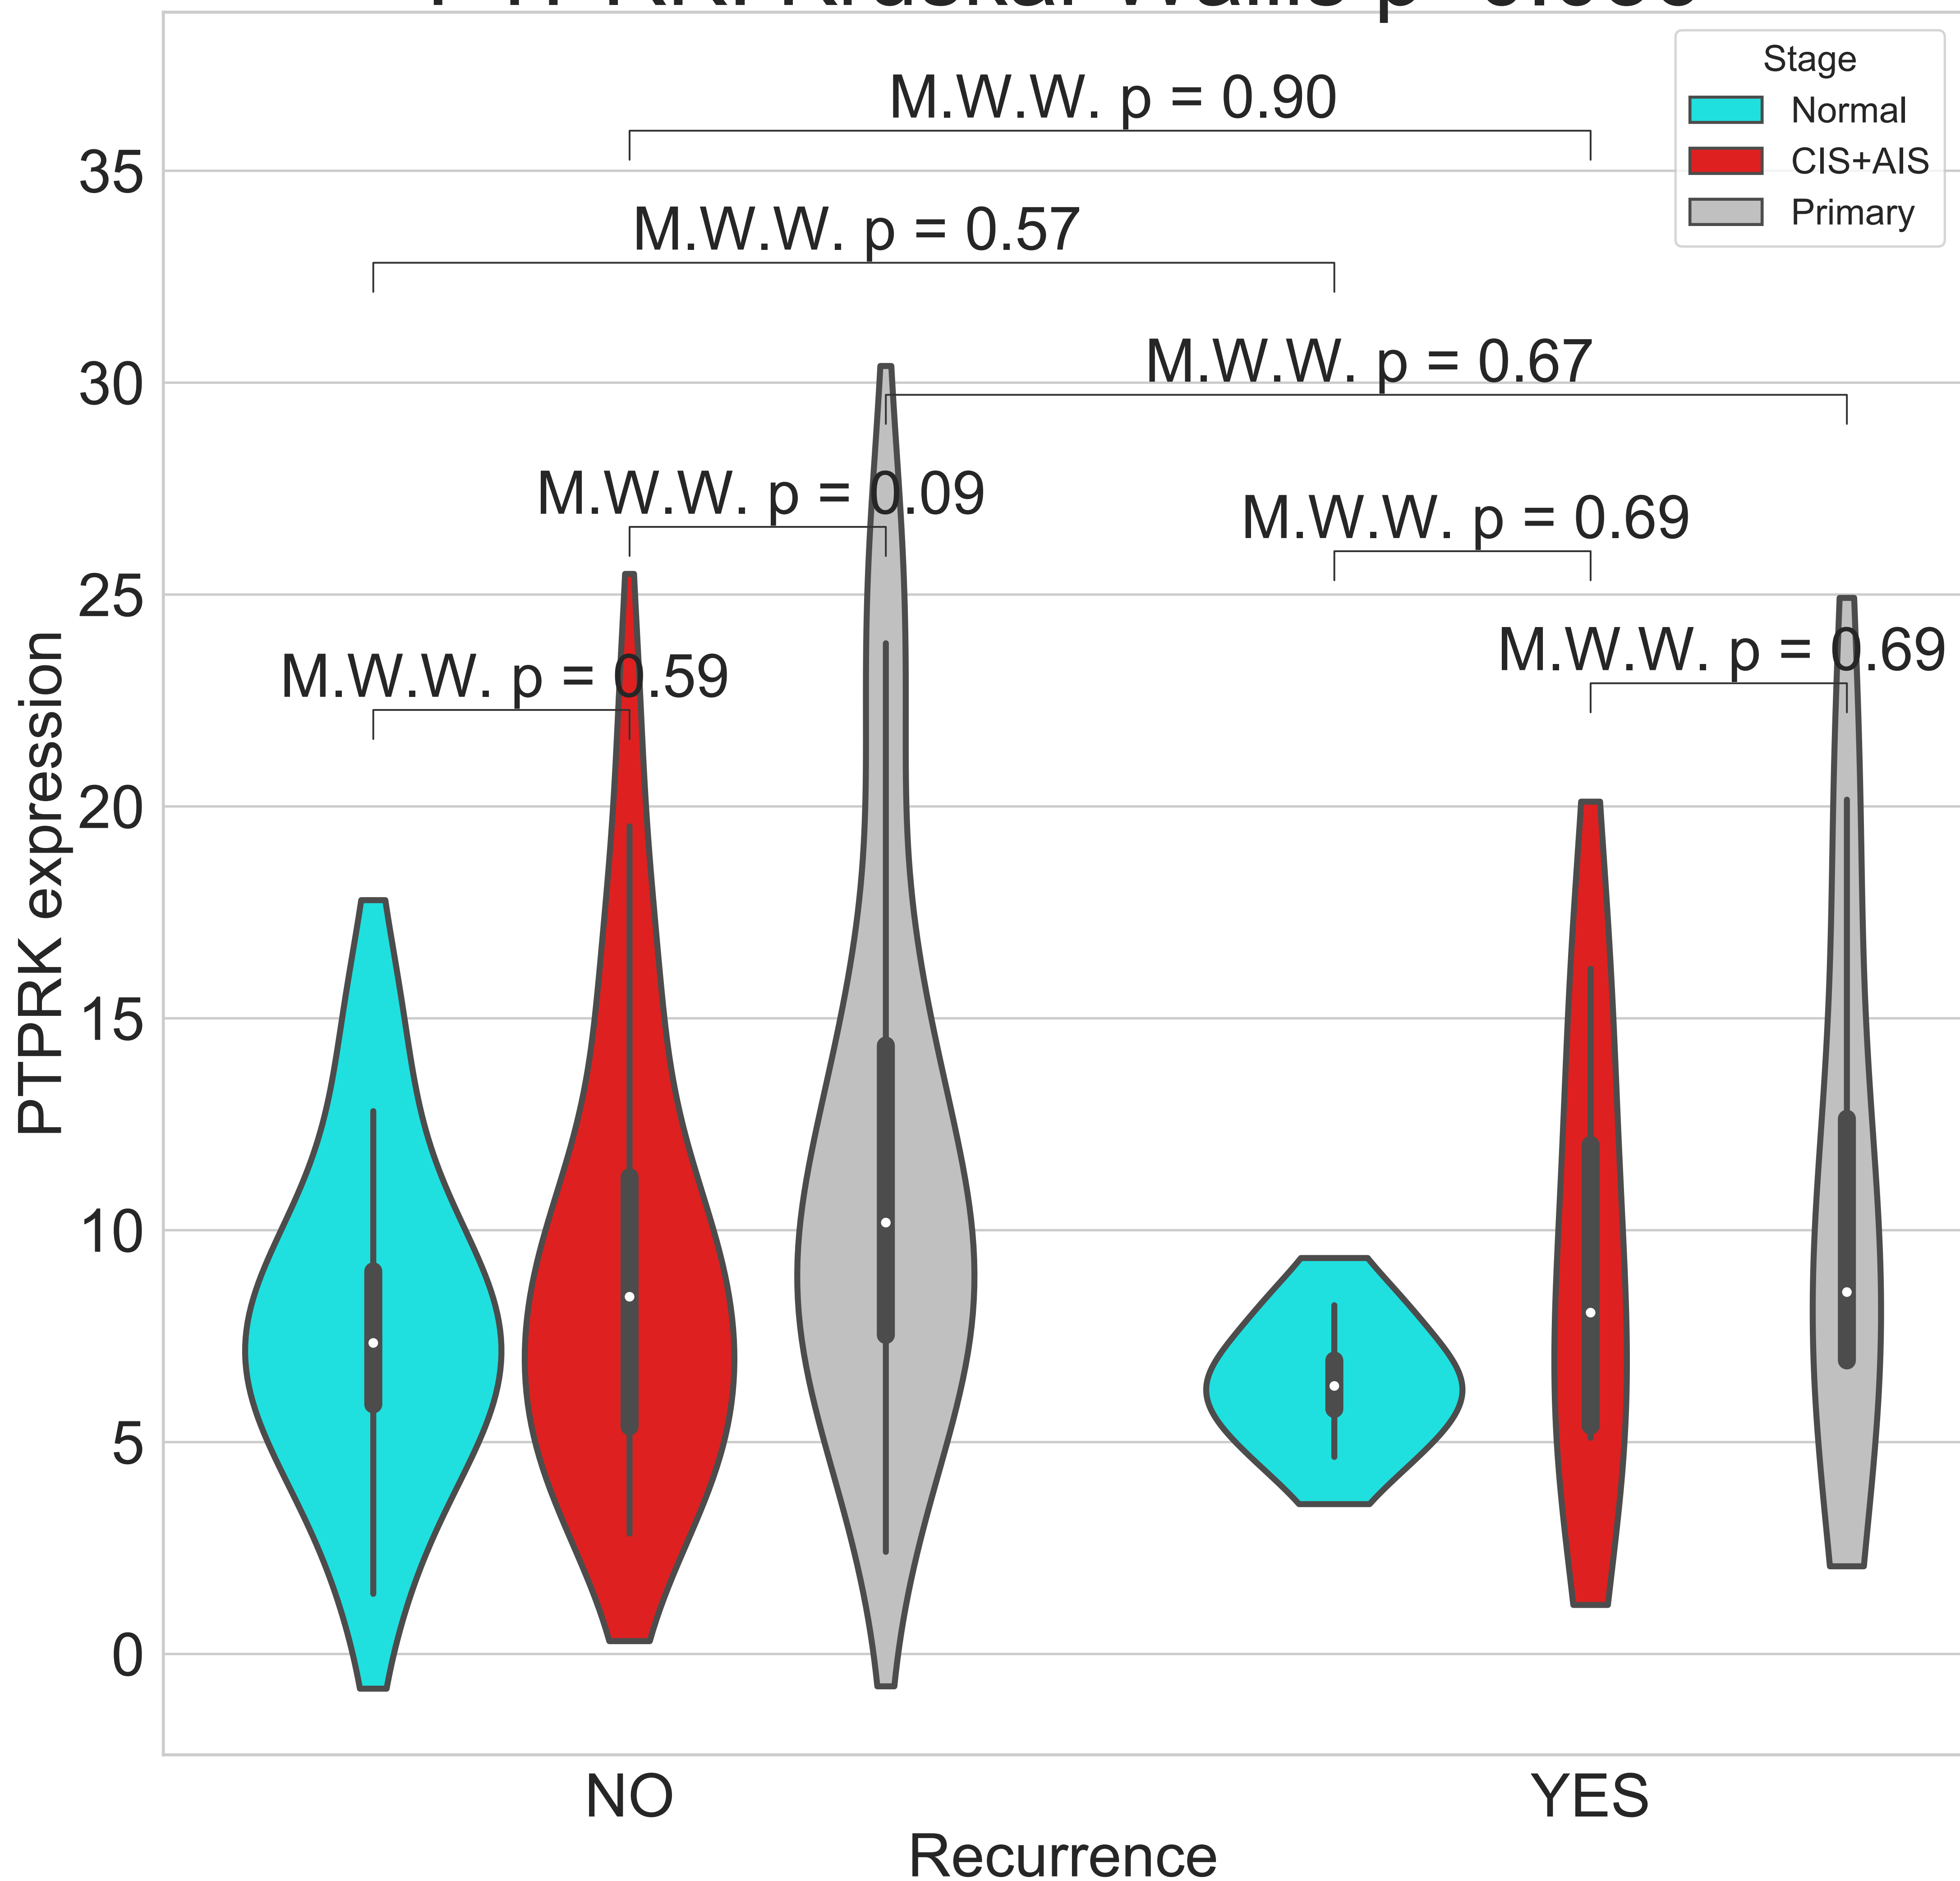 Stage
Normal
CIS+AIS
Primary
M.W.W. p = 0.90
M.W.W. p = 0.57
M.W.W. p = 0.67
M.W.W. p = 0.09
M.W.W. p = 0.69
M.W.W. p = 0.59
M.W.W. p = 0.69
35
30
25
20
15
10
5
0
PTPRK expression
NO
YES
Recurrence